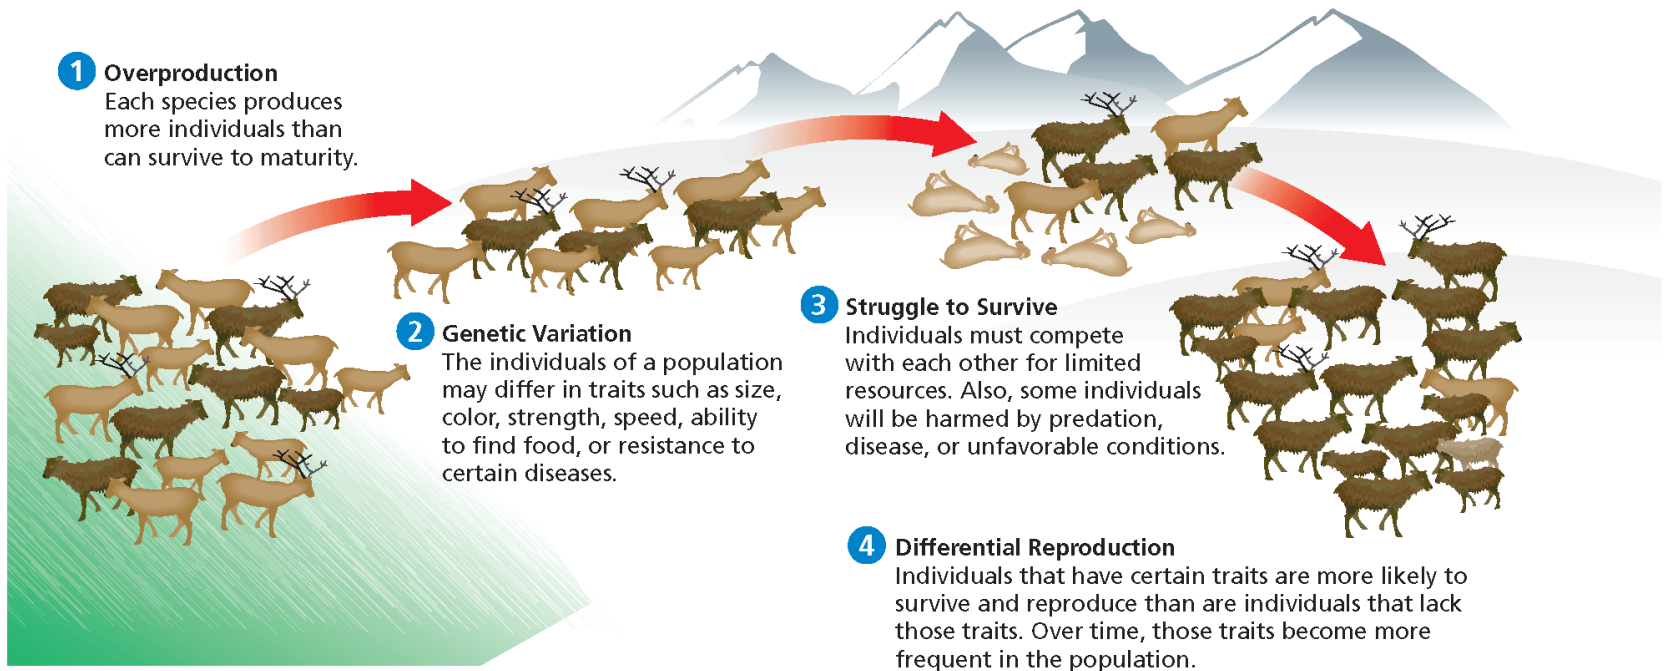 1 Overproduction
Each species produces
more individuals than
can survive to maturity.
2 Genetic Variation
The individuals of a population
may differ in traits such as size,
color, strength, speed, ability
to find food, or resistance to
certain diseases.
3 Struggle to Survive
Individuals must compete
with each other for limited
resources. Also, some individuals
will be harmed by predation,
disease, or unfavorable conditions.
4 Differential Reproduction
Individuals that have certain traits are more likely to
survive and reproduce than are individuals that lack
those traits. Over time, those traits become more
frequent in the population.